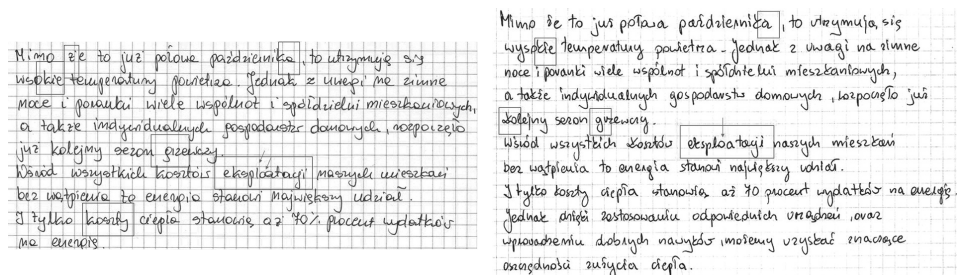 Mimo że to już połowa października, to utrzymują się
wsokie temperatury powietrza. Jednak z uwagi na zimne
noce i poranki wiele wspólnot i spółdzielni mieszkaniowych,
a także indywidualnych gospodarstw domowych, rozpoczęło
już kolejny sezon grzewczy.
Wśród wszystkich kosztów eksploatacji naszych mieszkań
bez wątpienia to energia stanowi największy udział.
I tylko koszty ciepła stanowią aż 70% procent wydatków
na energię.
Mimo że to już połowa października, to utrzymują się
wysokie temperatury powietrza. Jednak z uwagi na zimne
noce i poranki wiele wspólnot i spółdzielni mieszkaniowych,
a także indywidualnych gospodarstw domowych, rozpoczęło już
kolejny sezon grzewczy.
Wśród wszystkich kosztów eksploatacji naszych mieszkań
bez wątpienia to energia stanowi największy udział.
I tylko koszty ciepła stanowią aż 70 procent wydatków na energię.
Jednak dzięki zastosowaniu odpowiednich urządzeń, oraz
wprowadzeniu dobrych nawyków, możemy uzyskać znaczące
oszczędności zużycia ciepła.